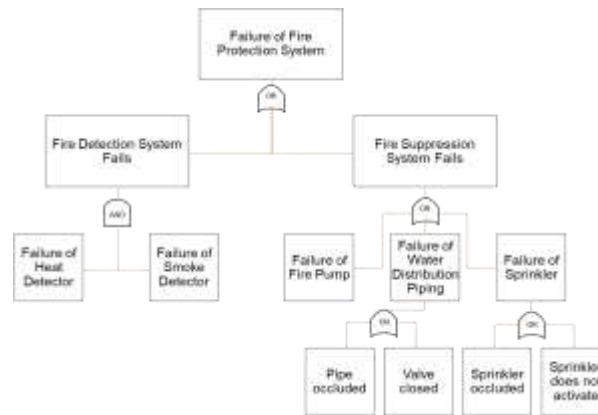 Failure of Fire
Protection System
OR
Fire Detection System
Fails
Fire Suppression
System Fails
AND
OR
Failure of
Heat
Detector
Failure of
Smoke
Detector
Failure of
Fire Pump
Failure of
Water
Distribution
Piping
Failure of
Sprinkler
OR
OR
Pipe
occluded
Valve
closed
Sprinkler
occluded
Sprinkler
does not
activate